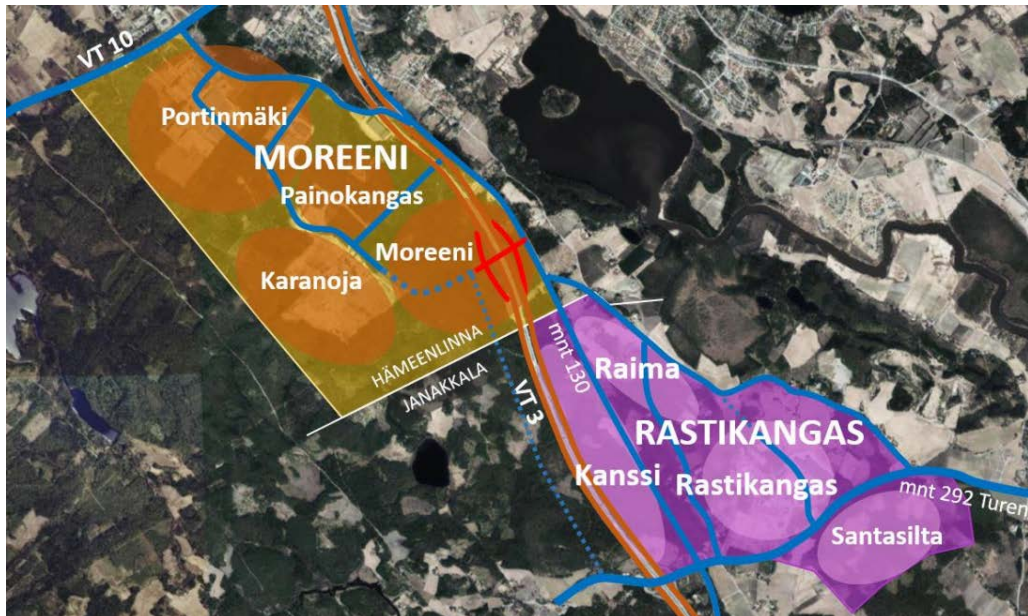 VT 10
Portinmäki
MOREENI
Painokangas
Moreeni
Karanoja
HÄMEENLINNA
JANAKKALA
VT 3
mnt 130
Raima
RASTIKANGAS
Kanssi
Rastikangas
mnt 292 Turen
Santasilta